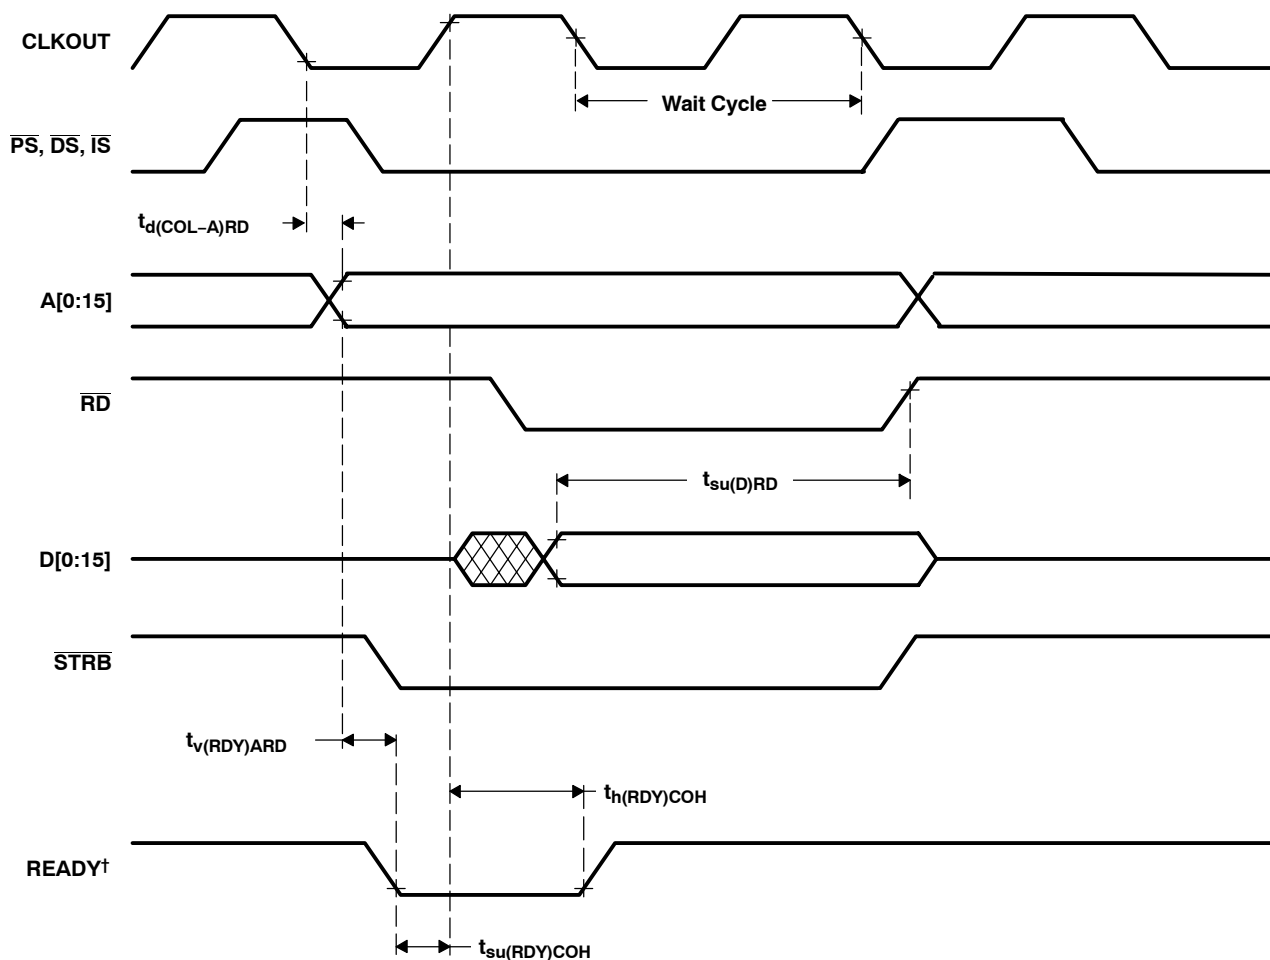 CLKOUT
Wait Cycle
PS, DS, IS
td(COL–A)RD
A[0:15]
RD
tsu(D)RD
D[0:15]
STRB
tv(RDY)ARD
th(RDY)COH
READY†
tsu(RDY)COH